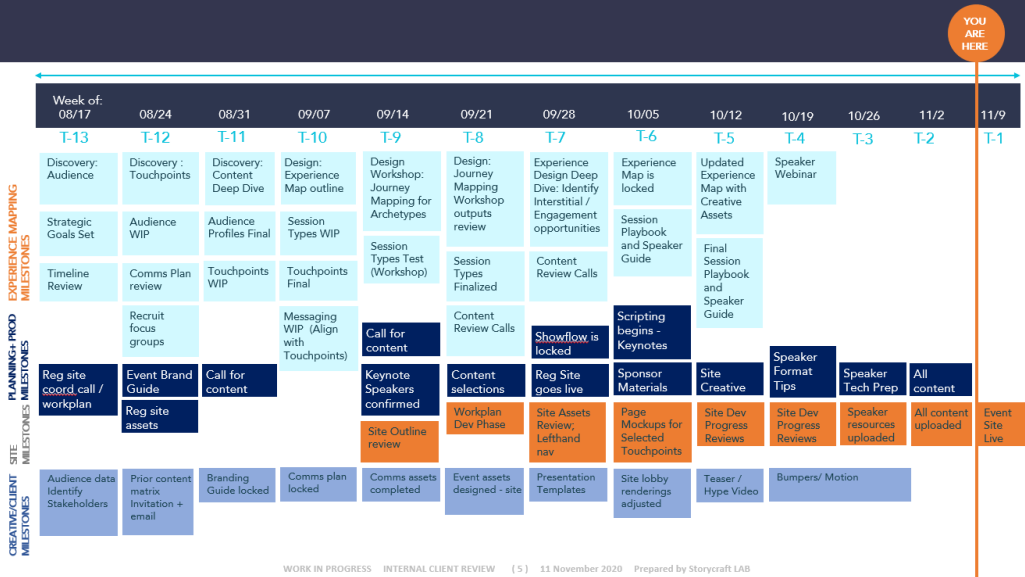 YOU
ARE
HERE
Week of:
08/17 08/24 08/31 09/07 09/14 09/21 09/28 10/05 10/12 10/19 10/26 11/2 11/9
T-13 T-12 T-11 T-10 T-9 T-8 T-7 T-6 T-5 T-4 T-3 T-2 T-1
EXPERIENCE MAPPING
MILESTONES
Discovery:
Audience
Discovery :
Touchpoints
Discovery:
Content
Deep Dive
Design:
Experience
Map outline
Design
Workshop:
Journey
Mapping for
Archetypes
Design:
Journey
Mapping
Workshop
outputs
review
Experience
Design Deep
Dive: Identify
Interstitial /
Engagement
opportunities
Experience
Map is
locked
Updated
Experience
Map with
Creative
Assets
Speaker
Webinar
Strategic
Goals Set
Audience
WIP
Audience
Profiles Final
Session
Types WIP
Session
Types Test
(Workshop)
Session
Types
Finalized
Content
Review Calls
Session
Playbook
and Speaker
Guide
Final
Session
Playbook
and
Speaker
Guide
Timeline
Review
Comms Plan
review
Touchpoints
WIP
Touchpoints
Final
Recruit
focus
groups
Messaging
WIP (Align
with
Touchpoints)
Content
Review Calls
PLANNING+ PROD
MILESTONES
Call for
content
Showflow is
locked
Scripting
begins -
Keynotes
Reg site
coord call /
workplan
Event Brand
Guide
Call for
content
Keynote
Speakers
confirmed
Content
selections
Reg Site
goes live
Sponsor
Materials
Site
Creative
Speaker
Format
Tips
Speaker
Tech Prep
All
content
Reg site
assets
SITE
MILESTONES
Site Outline
review
Workplan
Dev Phase
Site Assets
Review;
Lefthand
nav
Page
Mockups for
Selected
Touchpoints
Site Dev
Progress
Reviews
Site Dev
Progress
Reviews
Speaker
resources
uploaded
All content
uploaded
Event
Site
Live
CREATIVE/CLIENT
MILESTONES
Audience data
Identify
Stakeholders
Prior content
matrix
Invitation +
email
Branding
Guide locked
Comms plan
locked
Comms assets
completed
Event assets
designed - site
Presentation
Templates
Site lobby
renderings
adjusted
Teaser /
Hype Video
Bumpers/ Motion
WORK IN PROGRESS INTERNAL CLIENT REVIEW ( 5 ) 11 November 2020 Prepared by Storycraft LAB